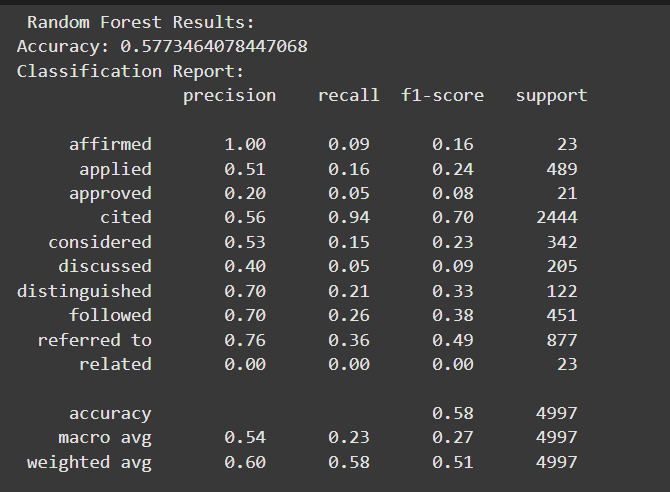 Random Forest Results:
Accuracy: 0.5773464078447068
Classification Report:
precision recall f1-score support
affirmed 1.00 0.09 0.16 23
applied 0.51 0.16 0.24 489
approved 0.20 0.05 0.08 21
cited 0.56 0.94 0.70 2444
considered 0.53 0.15 0.23 342
discussed 0.40 0.05 0.09 205
distinguished 0.70 0.21 0.33 122
followed 0.70 0.26 0.38 451
referred to 0.76 0.36 0.49 877
related 0.00 0.00 0.00 23
accuracy 0.58 4997
macro avg 0.54 0.23 0.27 4997
weighted avg 0.60 0.58 0.51 4997